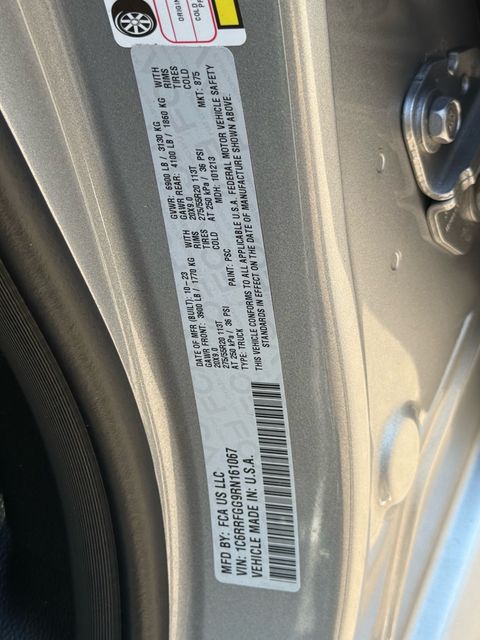 ORIGIN
COLD
MFD BY: FCA US LLC
DATE OF MFR (BUILT): 10-23
GVWR: 6900 LB / 3130 KG
GAWR FRONT: 3900 LB / 1770 KG WITH
20X9.0 RIMS
275/55R20 113T TIRES
AT 250 kPa / 36 PSI COLD
GAWR REAR: 4100 LB / 1860 KG WITH
20X9.0 RIMS
275/55R20 113T TIRES
AT 250 kPa / 36 PSI COLD
TYPE: TRUCK
PAINT: PSC
MDH: 101213
MKT: 875
THIS VEHICLE CONFORMS TO ALL APPLICABLE U.S.A. FEDERAL MOTOR VEHICLE SAFETY
STANDARDS IN EFFECT ON THE DATE OF MANUFACTURE SHOWN ABOVE.
VIN: 1C6RRFGG9RN161067
VEHICLE MADE IN: U.S.A.